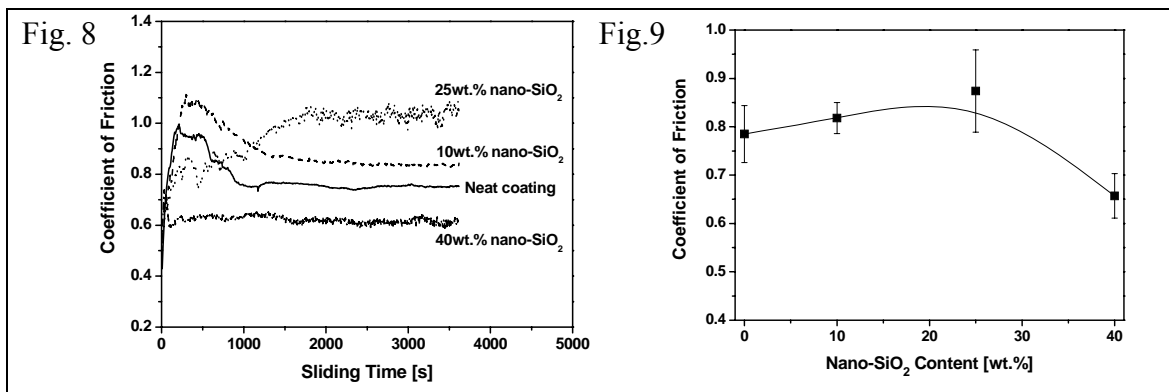 Fig. 8
1.4
1.2
1.0
0.8
0.6
0.4
0.2
Coefficient of Friction
25wt.% nano-SiO₂
10wt.% nano-SiO₂
Neat coating
40wt.% nano-SiO₂
0 1000 2000 3000 4000 5000
Sliding Time [s]
Fig.9
1.0
0.9
0.8
0.7
0.6
0.5
0.4
Coefficient of Friction
0 10 20 30 40
Nano-SiO₂ Content [wt.%]